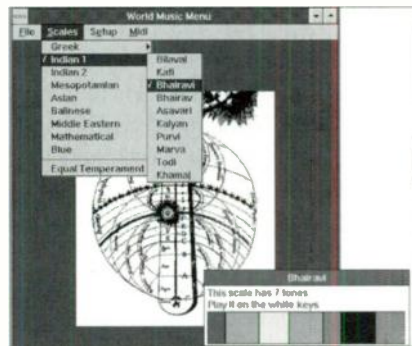 World Music Menu
File Scales Setup Midi
Greek
✓ Indian 1
Indian 2
Mesopotamian
Asian
Balinese
Middle Eastern
Mathematical
Blue
Equal Temperament
Bilaval
Kafi
✓ Bhairavi
Bhairav
Asavari
Kalyan
Purvi
Marva
Todi
Khamaj
Bhairavi
This scale has 7 tones
Play it on the white keys